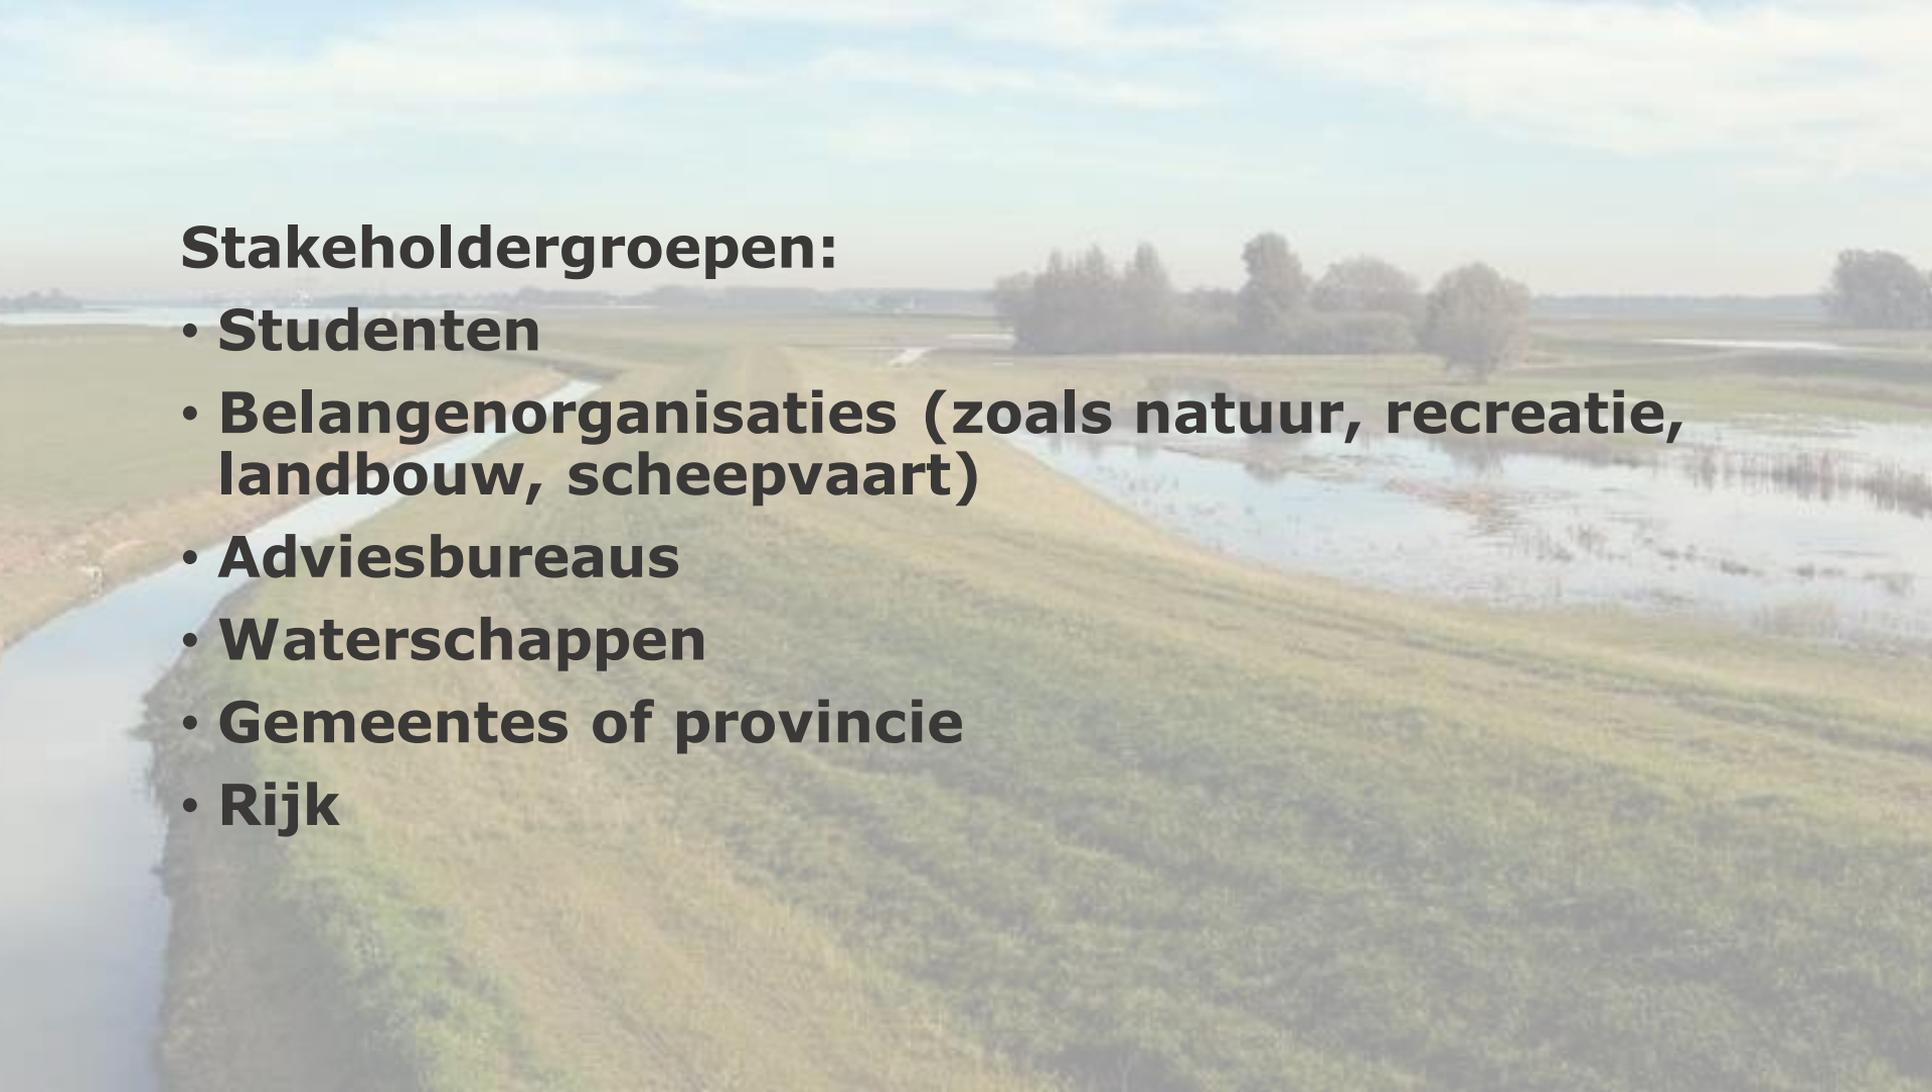 Stakeholdergroepen:
• Studenten
• Belangenorganisaties (zoals natuur, recreatie,
landbouw, scheepvaart)
• Adviesbureaus
• Waterschappen
• Gemeentes of provincie
• Rijk